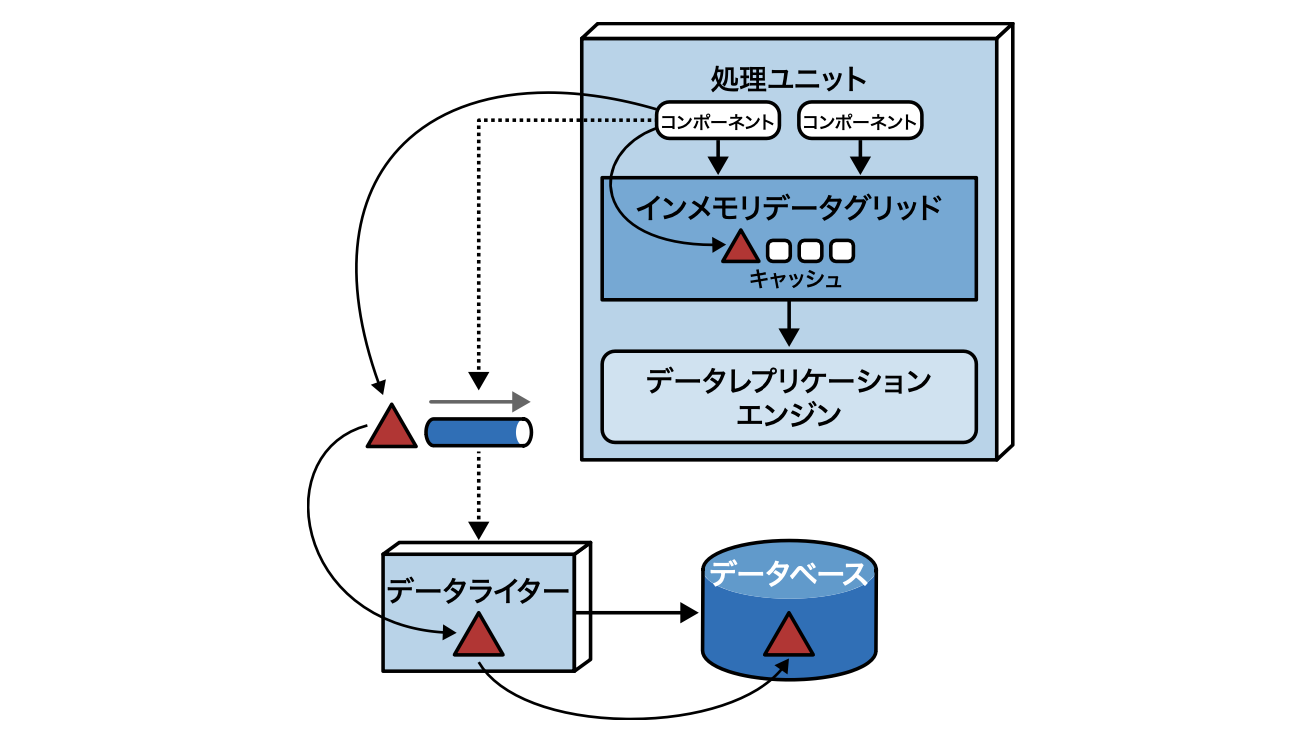 処理ユニット
コンポーネント
コンポーネント
インメモリデータグリッド
キャッシュ
データレプリケーション
エンジン
データライター
データベース